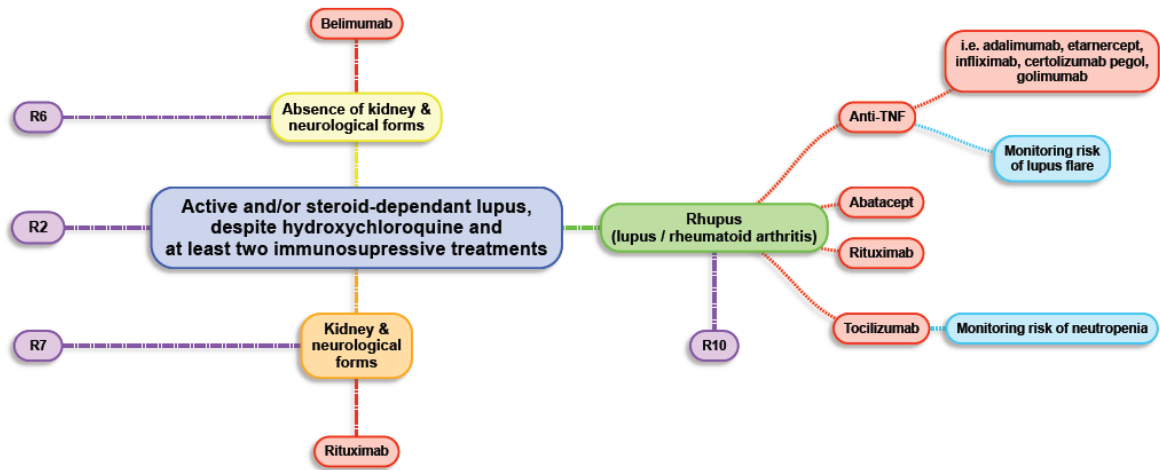 Belimumab
R6
Absence of kidney &
neurological forms
R2
Active and/or steroid-dependant lupus,
despite hydroxychloroquine and
at least two immunosupressive treatments
R7
Kidney &
neurological
forms
Rituximab
Rhupus
(lupus / rheumatoid arthritis)
R10
Anti-TNF
i.e. adalimumab, etarnercept,
infliximab, certolizumab pegol,
golimumab
Monitoring risk
of lupus flare
Abatacept
Rituximab
Tocilizumab
Monitoring risk of neutropenia